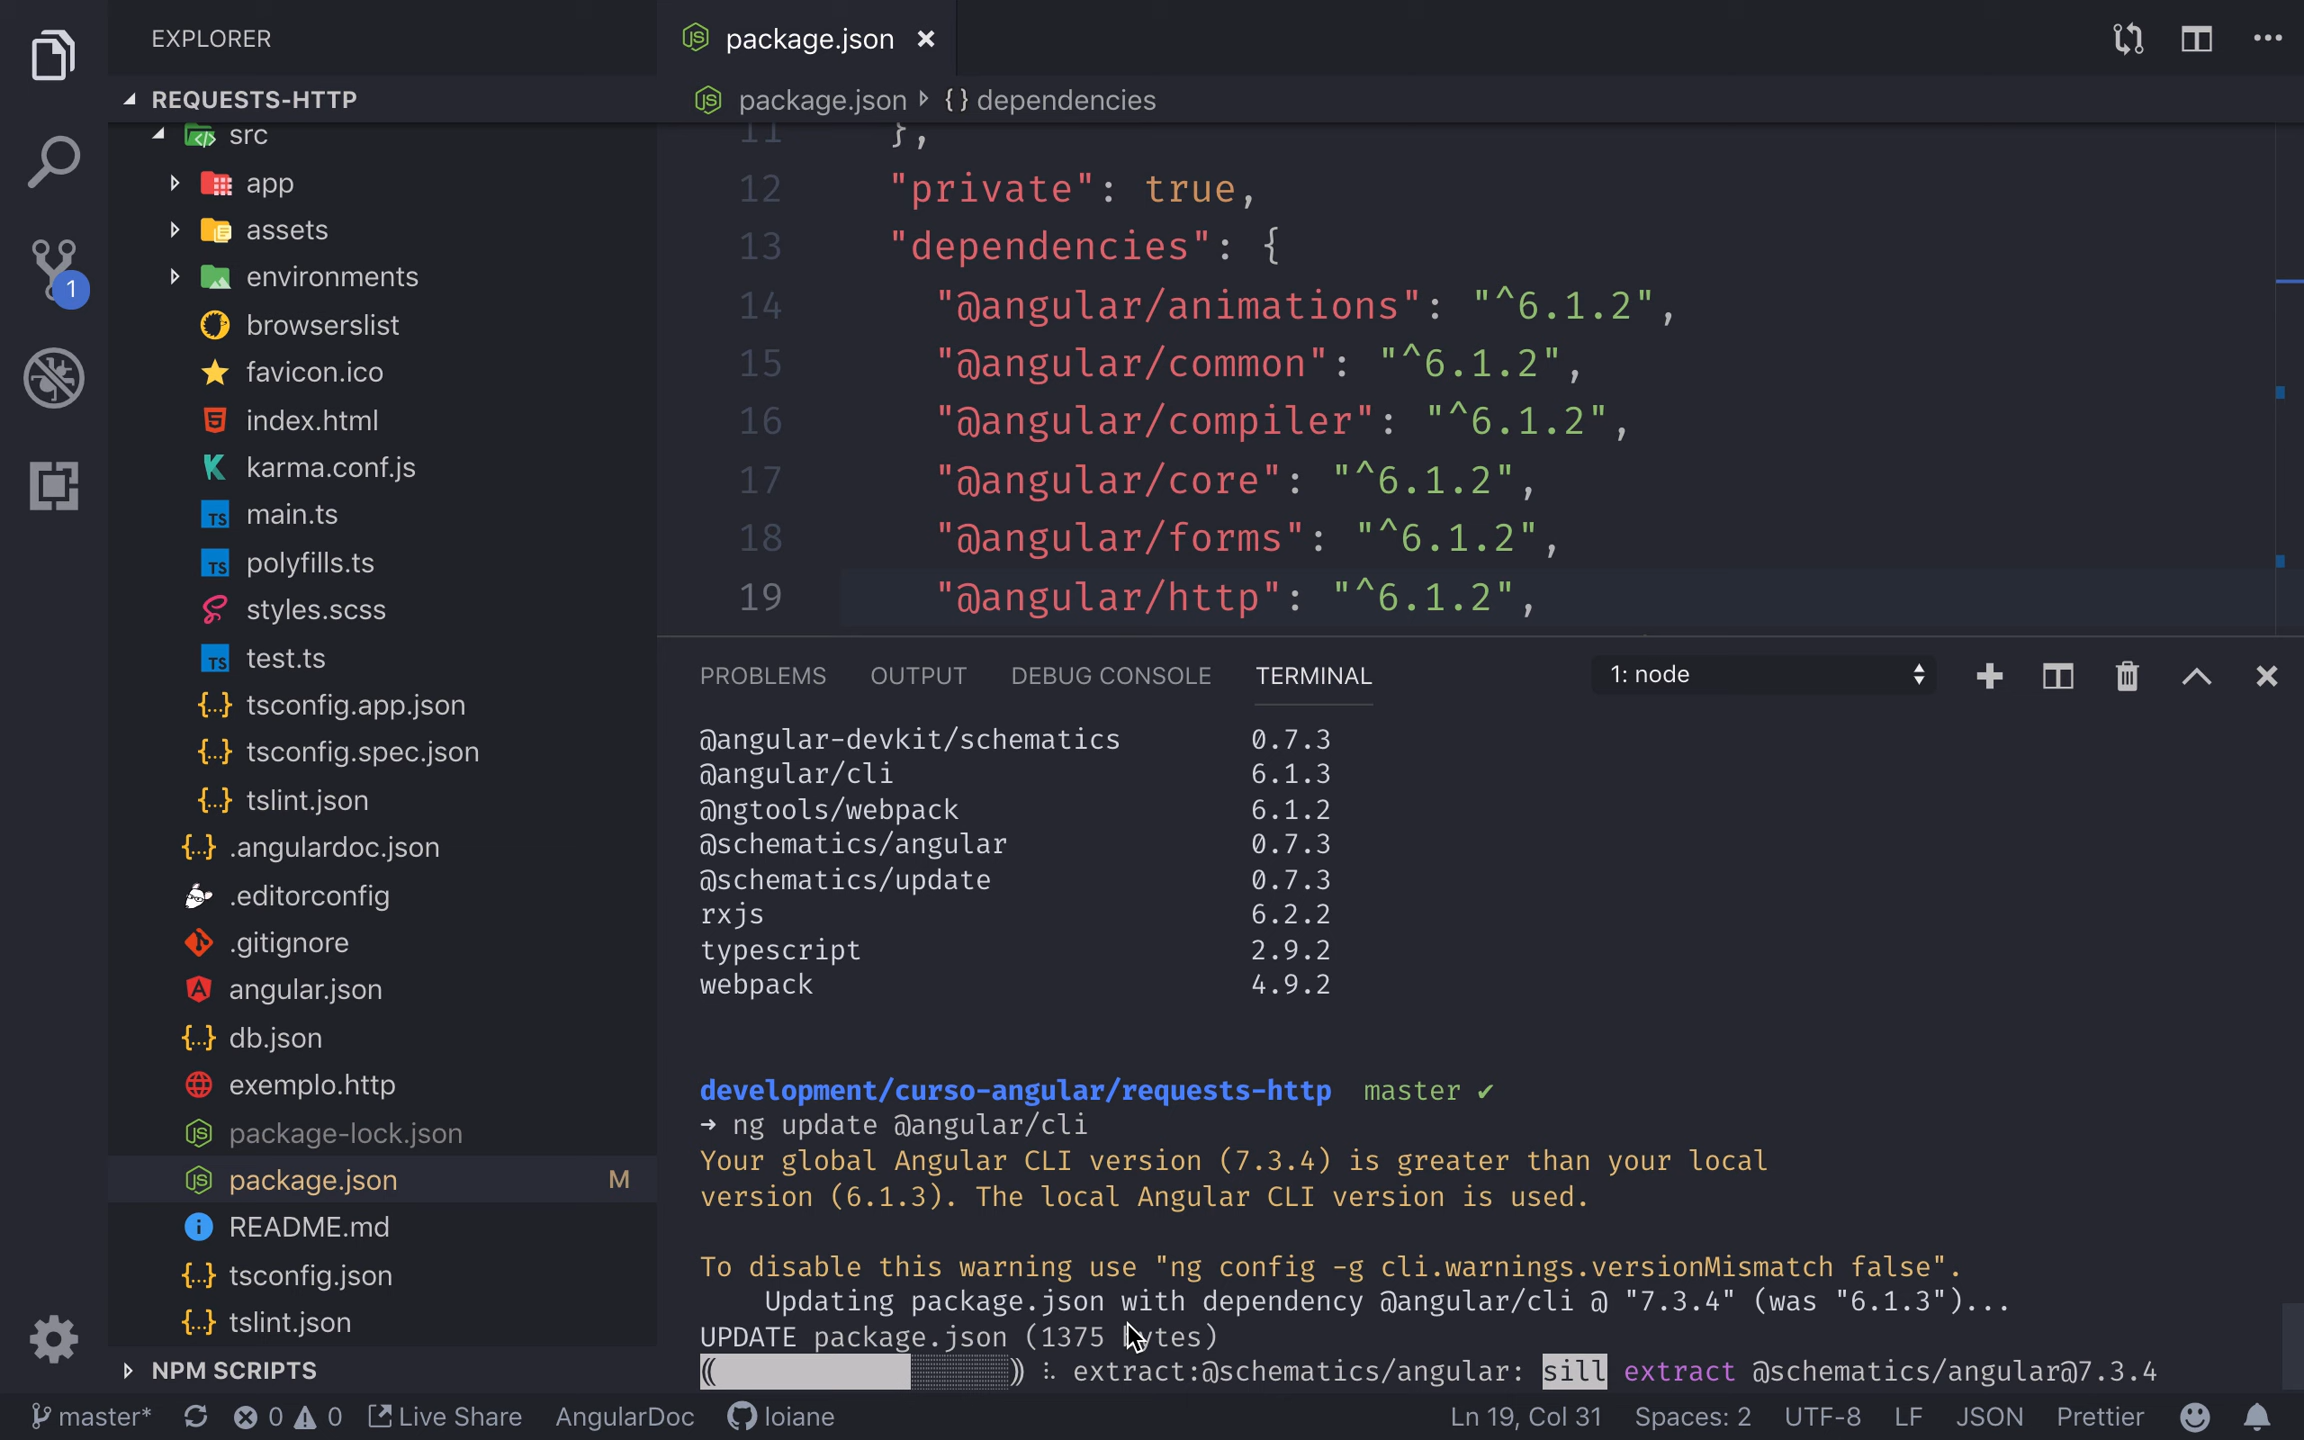 EXPLORER
package.json
REQUESTS-HTTP
package.json {} dependencies
src
app
assets
environments
browserslist
favicon.ico
index.html
karma.conf.js
main.ts
polyfills.ts
styles.scss
test.ts
{..} tsconfig.app.json
{..} tsconfig.spec.json
{..} tslint.json
{..} .angulardoc.json
.editorconfig
.gitignore
angular.json
{..} db.json
exemplo.http
package-lock.json
package.json M
README.md
{..} tsconfig.json
{..} tslint.json
NPM SCRIPTS
1
11 },
12 "private": true,
13 "dependencies": {
14 "@angular/animations": "^6.1.2",
15 "@angular/common": "^6.1.2",
16 "@angular/compiler": "^6.1.2",
17 "@angular/core": "^6.1.2",
18 "@angular/forms": "^6.1.2",
19 "@angular/http": "^6.1.2",
PROBLEMS OUTPUT DEBUG CONSOLE TERMINAL 1: node
@angular-devkit/schematics 0.7.3
@angular/cli 6.1.3
@ngtools/webpack 6.1.2
@schematics/angular 0.7.3
@schematics/update 0.7.3
rxjs 6.2.2
typescript 2.9.2
webpack 4.9.2
development/curso-angular/requests-http master ✔
➜ ng update @angular/cli
Your global Angular CLI version (7.3.4) is greater than your local
version (6.1.3). The local Angular CLI version is used.
To disable this warning use "ng config -g cli.warnings.versionMismatch false".
Updating package.json with dependency @angular/cli @ "7.3.4" (was "6.1.3")...
UPDATE package.json (1375 bytes)
extract:@schematics/angular: sill extract @schematics/angular@7.3.4
master* 0 0 Live Share AngularDoc loiane Ln 19, Col 31 Spaces: 2 UTF-8 LF JSON Prettier